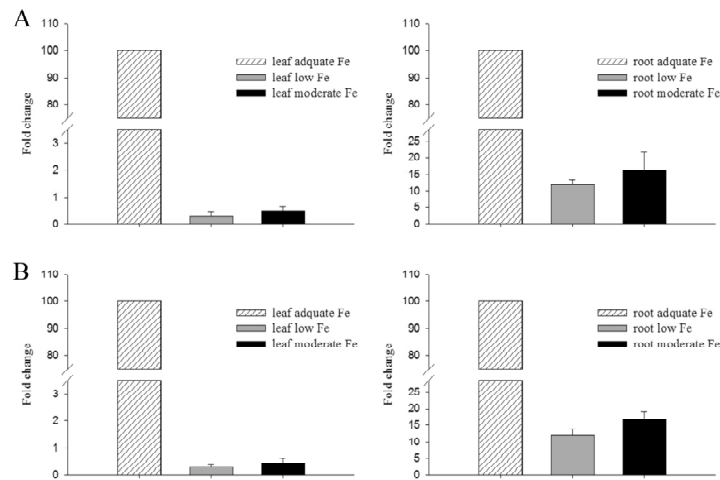 A
110
100
90
80
3
2
1
0
Fold change
leaf adquate Fe
leaf low Fe
leaf moderate Fe
110
100
90
80
25
20
15
10
5
0
Fold change
root adquate Fe
root low Fe
root moderate Fe
B
110
100
90
80
3
2
1
0
Fold change
leaf adquate Fe
leaf low Fe
leaf moderate Fe
110
100
90
80
25
20
15
10
5
0
Fold change
root adquate Fe
root low Fe
root moderate Fe